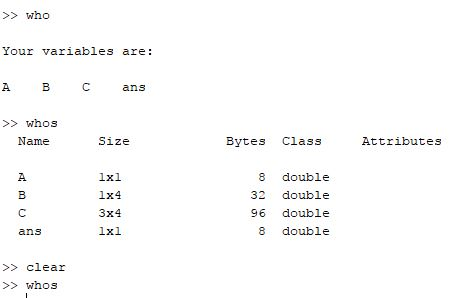 >> who
Your variables are:
A    B    C    ans
>> whos
  Name      Size            Bytes  Class     Attributes
  A         1x1                 8  double
  B         1x4                32  double
  C         3x4                96  double
  ans       1x1                 8  double
>> clear
>> whos